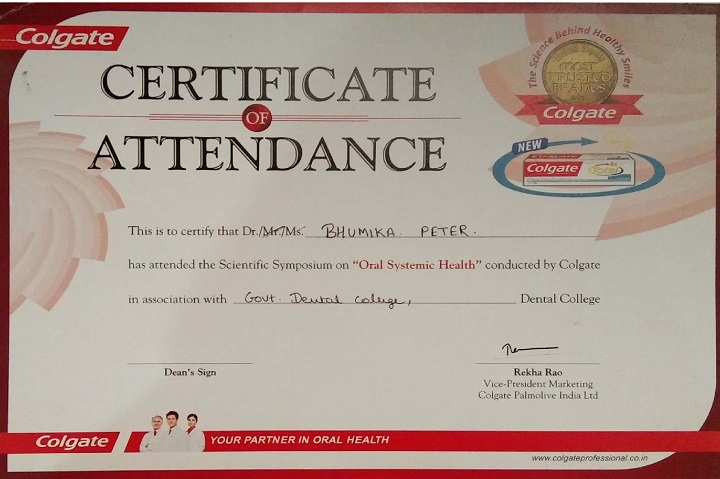 Colgate
The Science Behind Healthy Smiles
MOST
TRUSTED
BRANDS
Colgate
CERTIFICATE
OF
ATTENDANCE
NEW
Colgate Total
This is to certify that Dr./Mr./Ms. BHUMIKA. PETER.
has attended the Scientific Symposium on “Oral Systemic Health” conducted by Colgate
in association with Govt. Dental college, Dental College
Dean's Sign
Rekha Rao
Vice-President Marketing
Colgate Palmolive India Ltd
Colgate YOUR PARTNER IN ORAL HEALTH
www.colgateprofessional.co.in